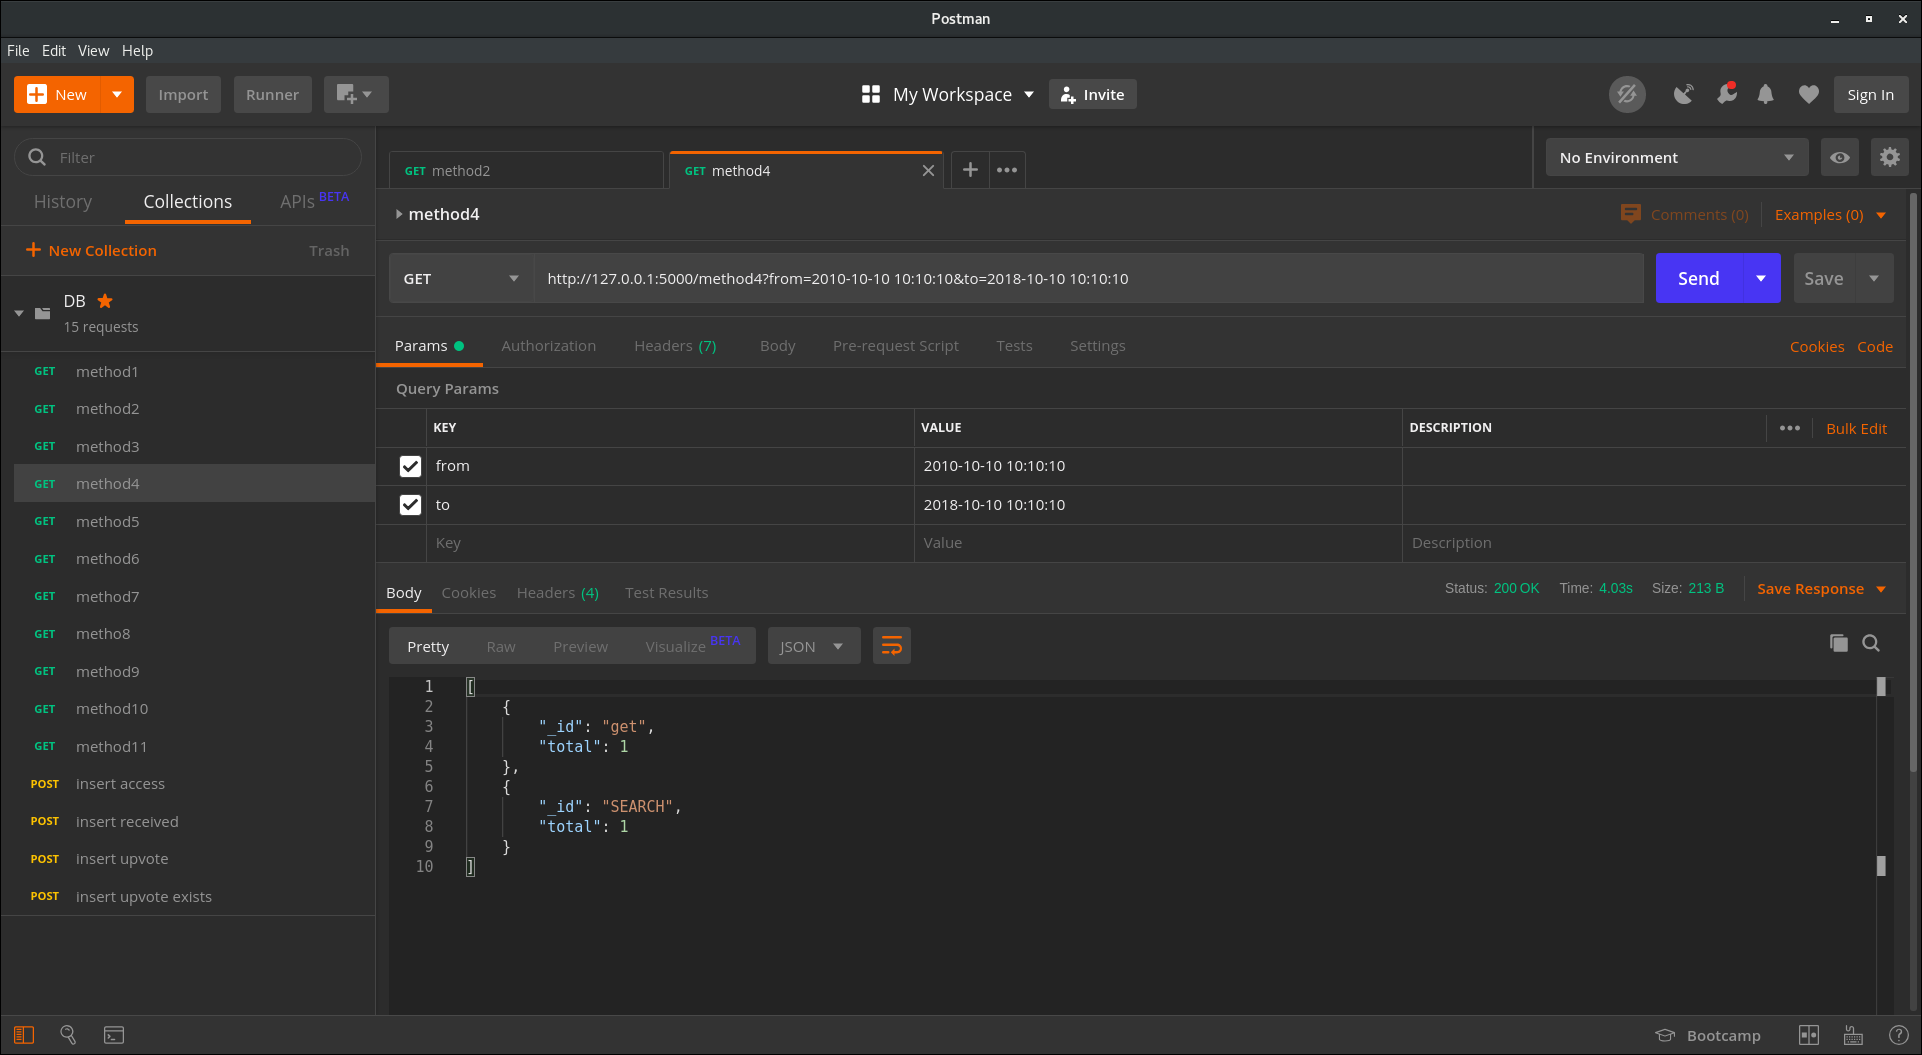 Postman
File Edit View Help
New Import Runner My Workspace Invite Sign In
Filter
History Collections APIs BETA
New Collection Trash
DB
15 requests
GET method1
GET method2
GET method3
GET method4
GET method5
GET method6
GET method7
GET metho8
GET method9
GET method10
GET method11
POST insert access
POST insert received
POST insert upvote
POST insert upvote exists
GET method2 GET method4 ••• No Environment
method4 Comments (0) Examples (0)
GET http://127.0.0.1:5000/method4?from=2010-10-10 10:10:10&to=2018-10-10 10:10:10 Send Save
Params Authorization Headers (7) Body Pre-request Script Tests Settings Cookies Code
Query Params
KEY VALUE DESCRIPTION ••• Bulk Edit
from 2010-10-10 10:10:10
to 2018-10-10 10:10:10
Key Value Description
Body Cookies Headers (4) Test Results Status: 200 OK Time: 4.03s Size: 213 B Save Response
Pretty Raw Preview Visualize BETA JSON
1 [
2 {
3 "_id": "get",
4 "total": 1
5 },
6 {
7 "_id": "SEARCH",
8 "total": 1
9 }
10 ]
Bootcamp